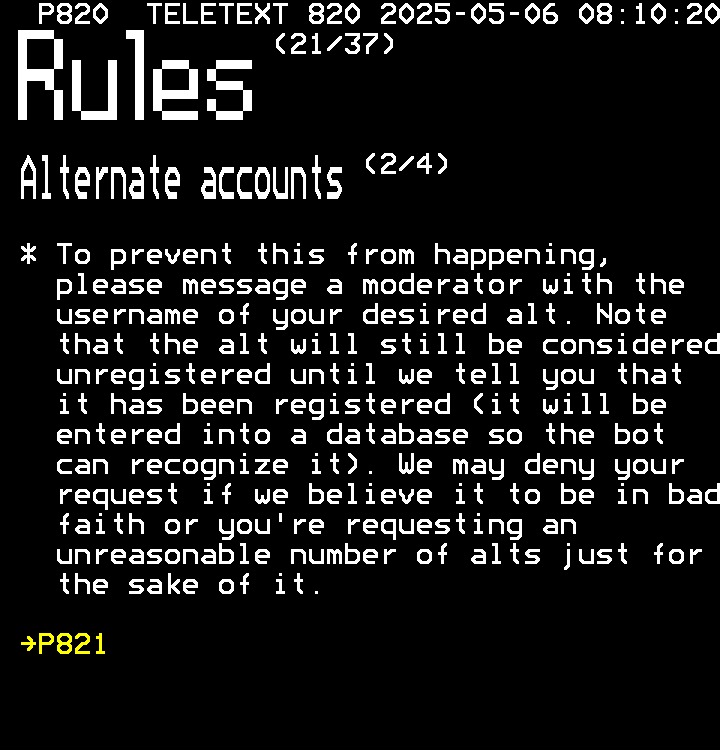 P820 TELETEXT 820 2025-05-06 08:10:20
Rules (21/37)
Alternate accounts (2/4)
* To prevent this from happening,
please message a moderator with the
username of your desired alt. Note
that the alt will still be considered
unregistered until we tell you that
it has been registered (it will be
entered into a database so the bot
can recognize it). We may deny your
request if we believe it to be in bad
faith or you're requesting an
unreasonable number of alts just for
the sake of it.
→P821